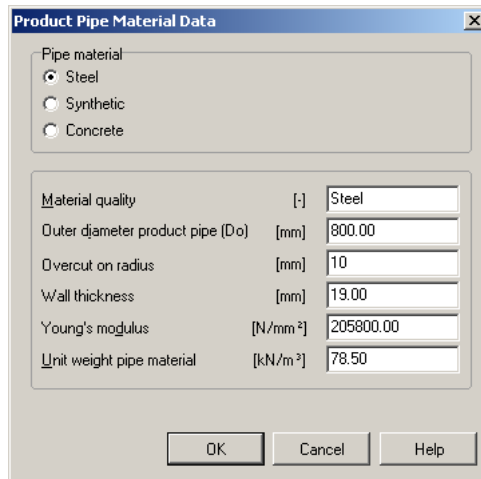 Product Pipe Material Data
Pipe material
Steel
Synthetic
Concrete
Material quality [-] Steel
Outer diameter product pipe (Do) [mm] 800.00
Overcut on radius [mm] 10
Wall thickness [mm] 19.00
Young's modulus [N/mm²] 205800.00
Unit weight pipe material [kN/m³] 78.50
OK Cancel Help